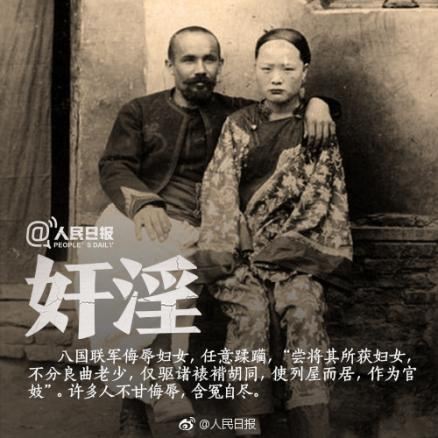 @人民日报
PEOPLE'S DAILY
奸淫
八国联军侮辱妇女，任意蹂躏，“尝将其所获妇女，
不分良曲老少，仅驱诸裱褙胡同，使列屋而居，作为官
妓”。许多人不甘侮辱，含冤自尽。
@人民日报